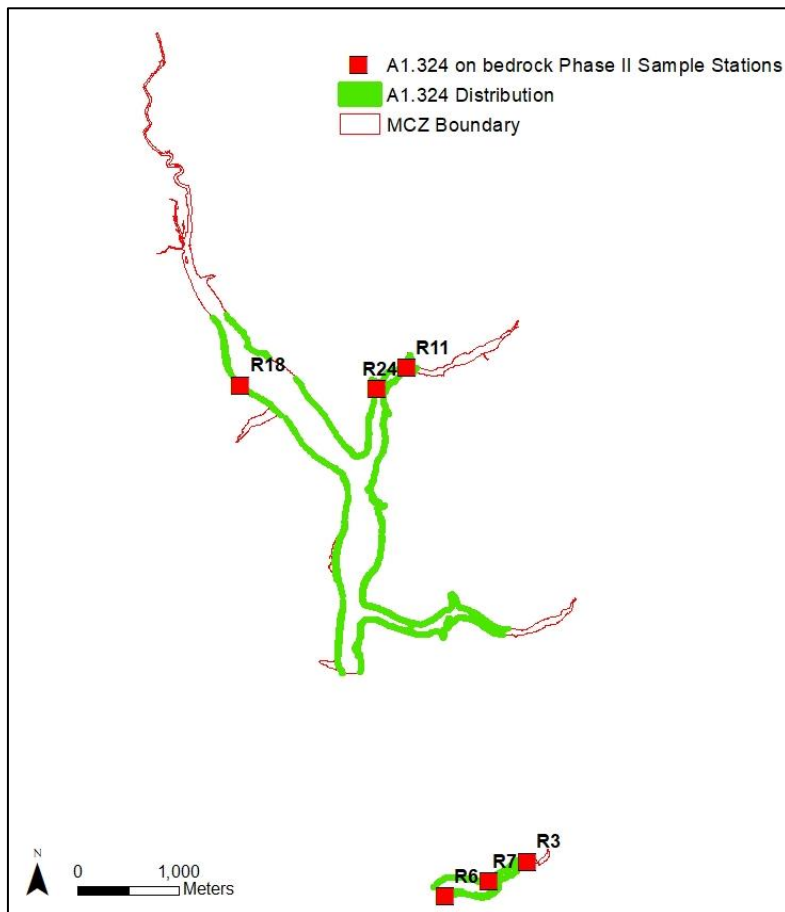 A1.324 on bedrock Phase II Sample Stations
A1.324 Distribution
MCZ Boundary
R11
R18
R24
R3
R7
R6
N
0 1,000
Meters